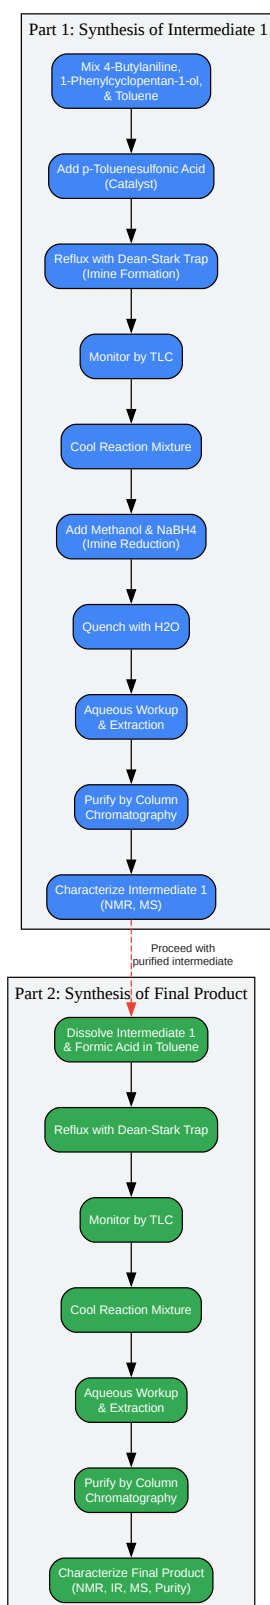 Part 1: Synthesis of Intermediate 1
Mix 4-Butylaniline,
1-Phenylcyclopentan-1-ol,
& Toluene
Add p-Toluenesulfonic Acid
(Catalyst)
Reflux with Dean-Stark Trap
(Imine Formation)
Monitor by TLC
Cool Reaction Mixture
Add Methanol & NaBH4
(Imine Reduction)
Quench with H2O
Aqueous Workup
& Extraction
Purify by Column
Chromatography
Characterize Intermediate 1
(NMR, MS)
Proceed with
purified intermediate
Part 2: Synthesis of Final Product
Dissolve Intermediate 1
& Formic Acid in Toluene
Reflux with Dean-Stark Trap
Monitor by TLC
Cool Reaction Mixture
Aqueous Workup
& Extraction
Purify by Column
Chromatography
Characterize Final Product
(NMR, IR, MS, Purity)